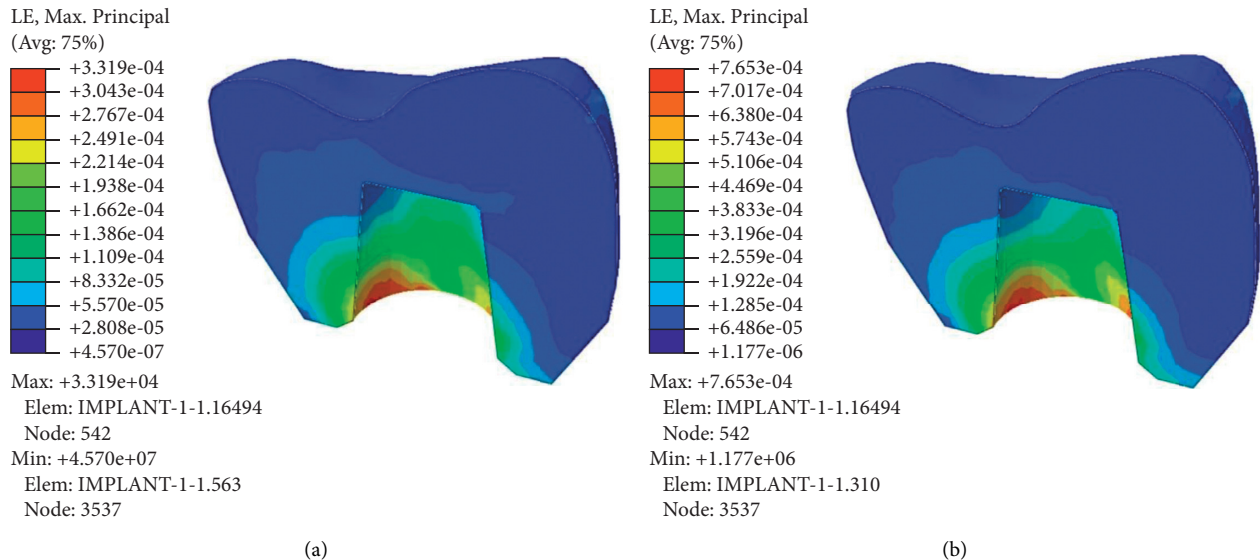 LE, Max. Principal
(Avg: 75%)
+3.319e-04
+3.043e-04
+2.767e-04
+2.491e-04
+2.214e-04
+1.938e-04
+1.662e-04
+1.386e-04
+1.109e-04
+8.332e-05
+5.570e-05
+2.808e-05
+4.570e-07
Max: +3.319e+04
Elem: IMPLANT-1-1.16494
Node: 542
Min: +4.570e+07
Elem: IMPLANT-1-1.563
Node: 3537
(a)
LE, Max. Principal
(Avg: 75%)
+7.653e-04
+7.017e-04
+6.380e-04
+5.743e-04
+5.106e-04
+4.469e-04
+3.833e-04
+3.196e-04
+2.559e-04
+1.922e-04
+1.285e-04
+6.486e-05
+1.177e-06
Max: +7.653e-04
Elem: IMPLANT-1-1.16494
Node: 542
Min: +1.177e+06
Elem: IMPLANT-1-1.310
Node: 3537
(b)